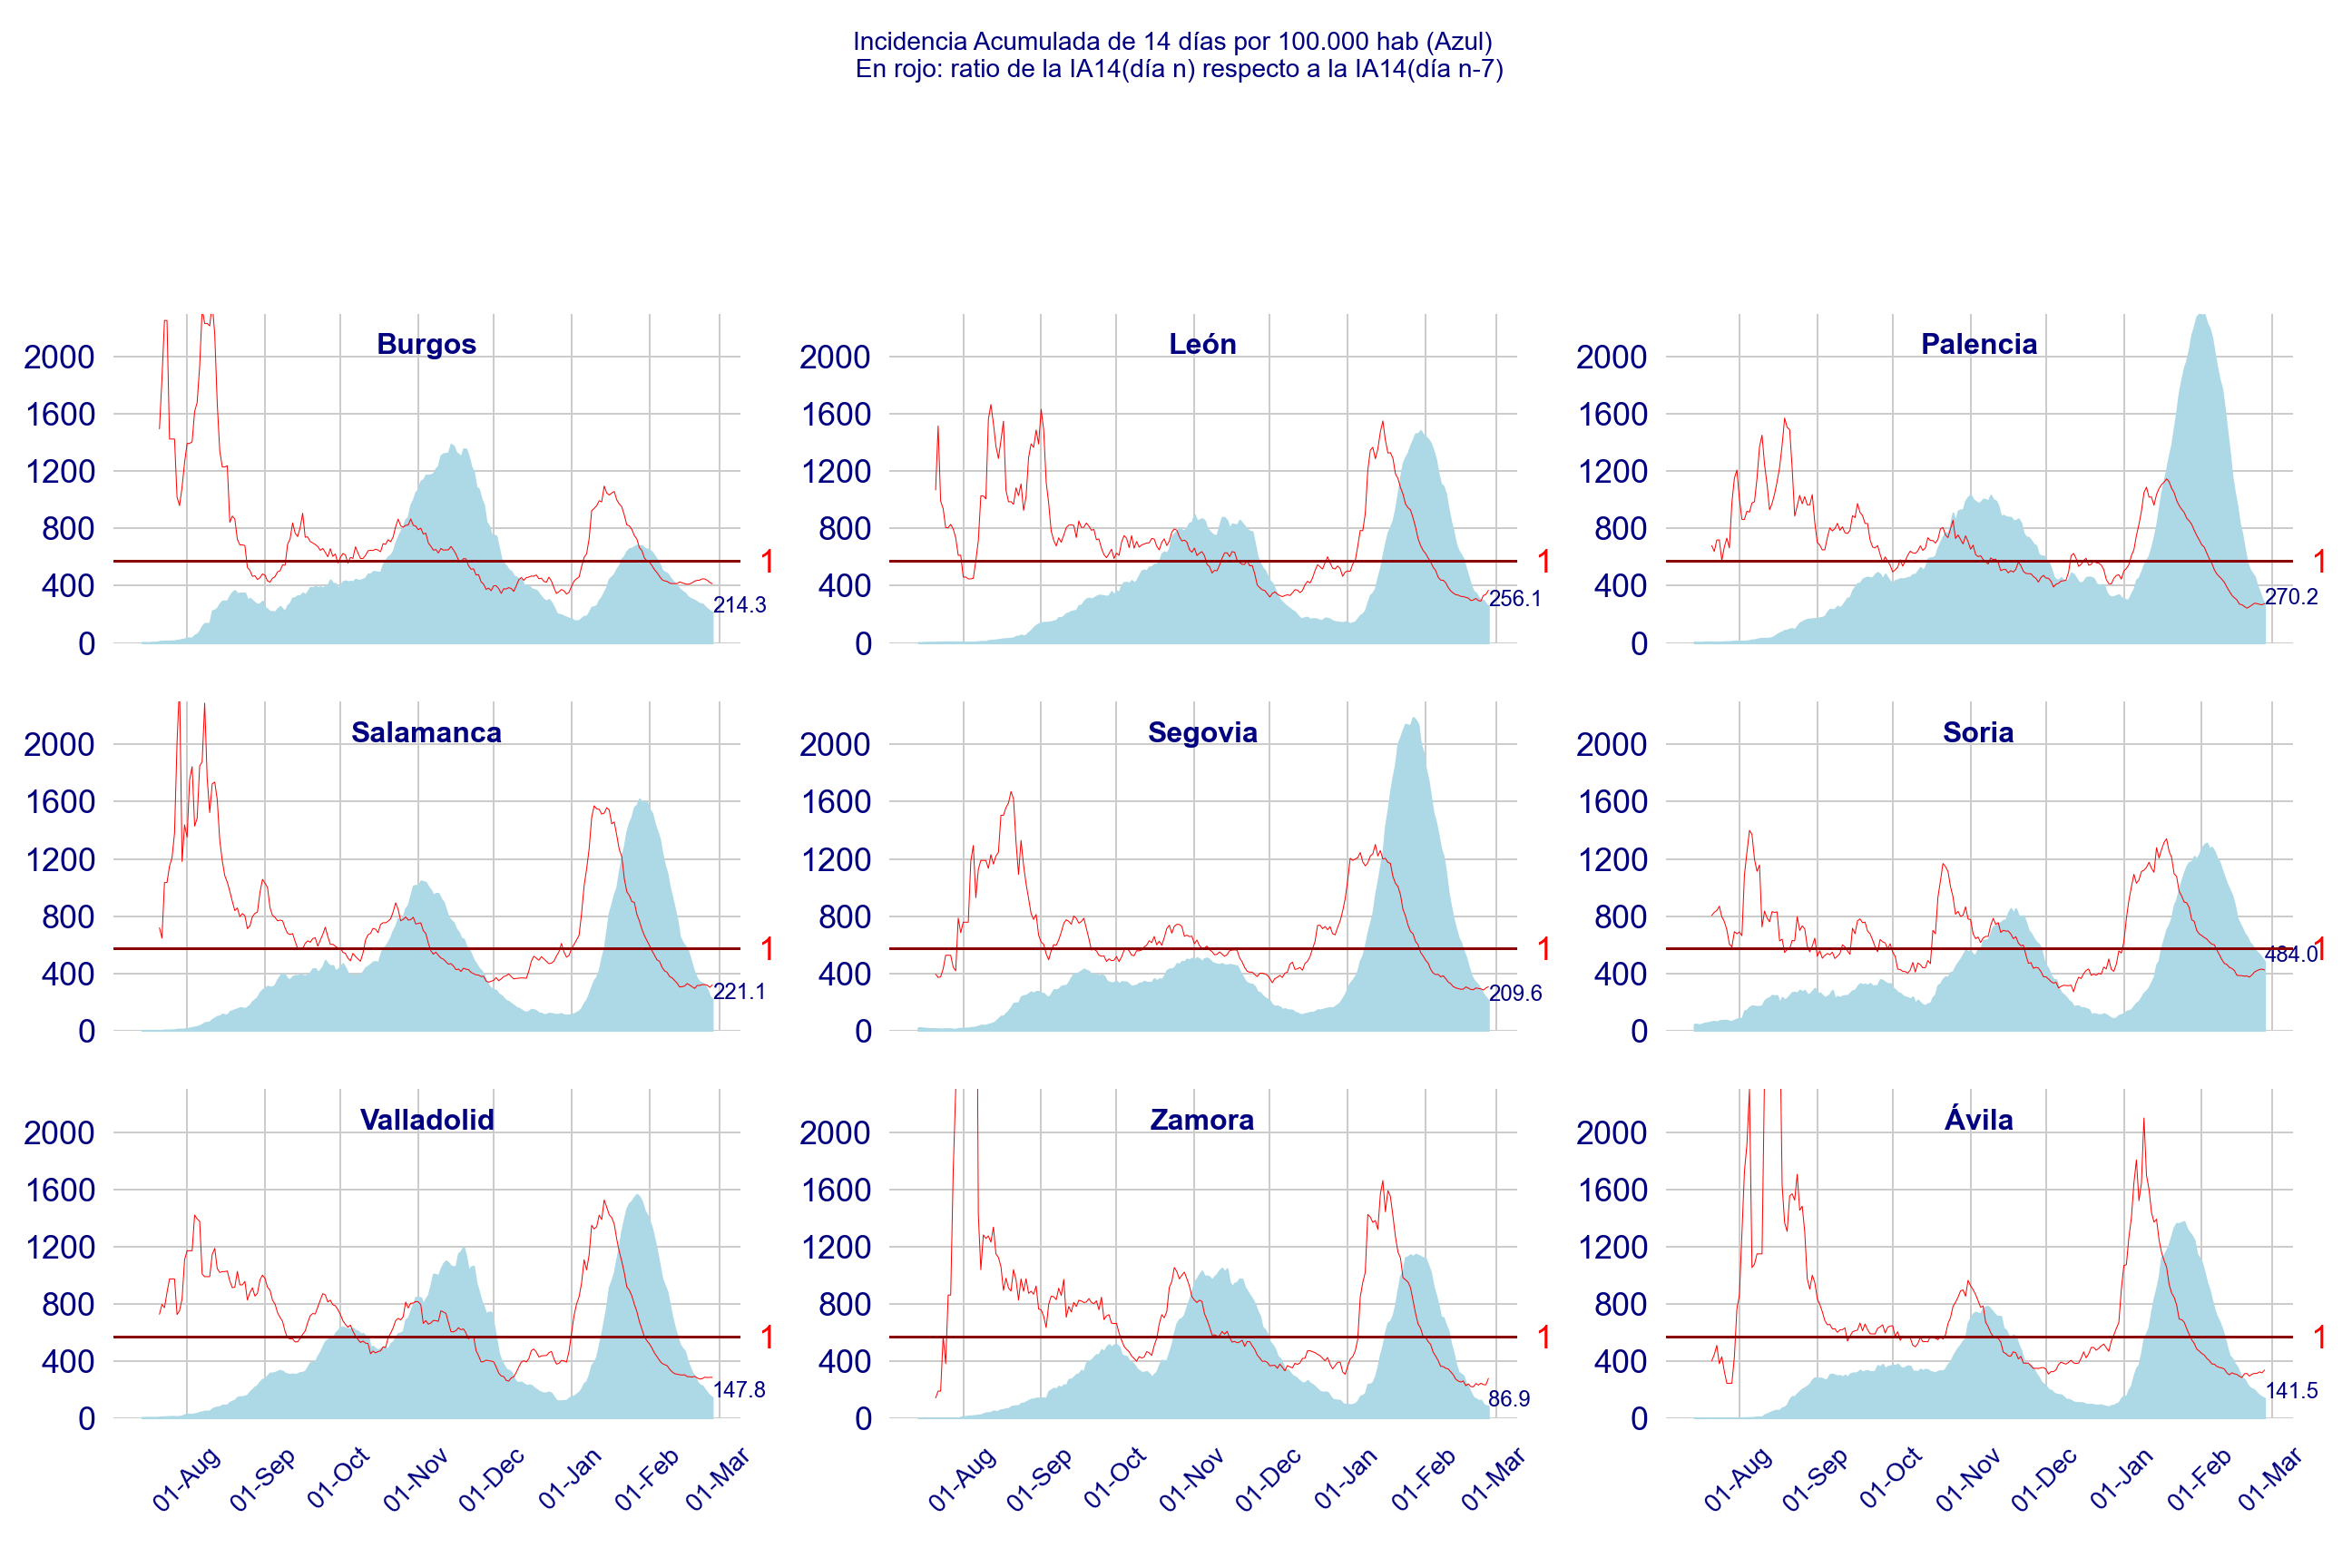 Incidencia Acumulada de 14 días por 100.000 hab (Azul)
En rojo: ratio de la IA14(día n) respecto a la IA14(día n-7)
Burgos
2000
1600
1200
800
400
0
1
214.3
León
2000
1600
1200
800
400
0
1
256.1
Palencia
2000
1600
1200
800
400
0
1
270.2
Salamanca
2000
1600
1200
800
400
0
1
221.1
Segovia
2000
1600
1200
800
400
0
1
209.6
Soria
2000
1600
1200
800
400
0
1
484.0
Valladolid
2000
1600
1200
800
400
0
1
147.8
01-Aug
01-Sep
01-Oct
01-Nov
01-Dec
01-Jan
01-Feb
01-Mar
Zamora
2000
1600
1200
800
400
0
1
86.9
01-Aug
01-Sep
01-Oct
01-Nov
01-Dec
01-Jan
01-Feb
01-Mar
Ávila
2000
1600
1200
800
400
0
1
141.5
01-Aug
01-Sep
01-Oct
01-Nov
01-Dec
01-Jan
01-Feb
01-Mar